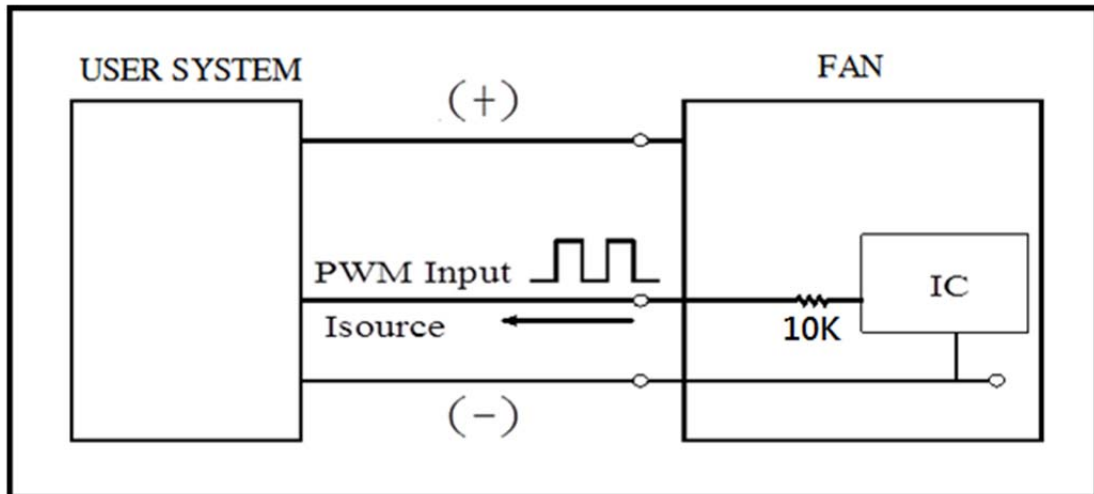 USER SYSTEM
FAN
(+)
PWM Input
IC
Isource
10K
(-)